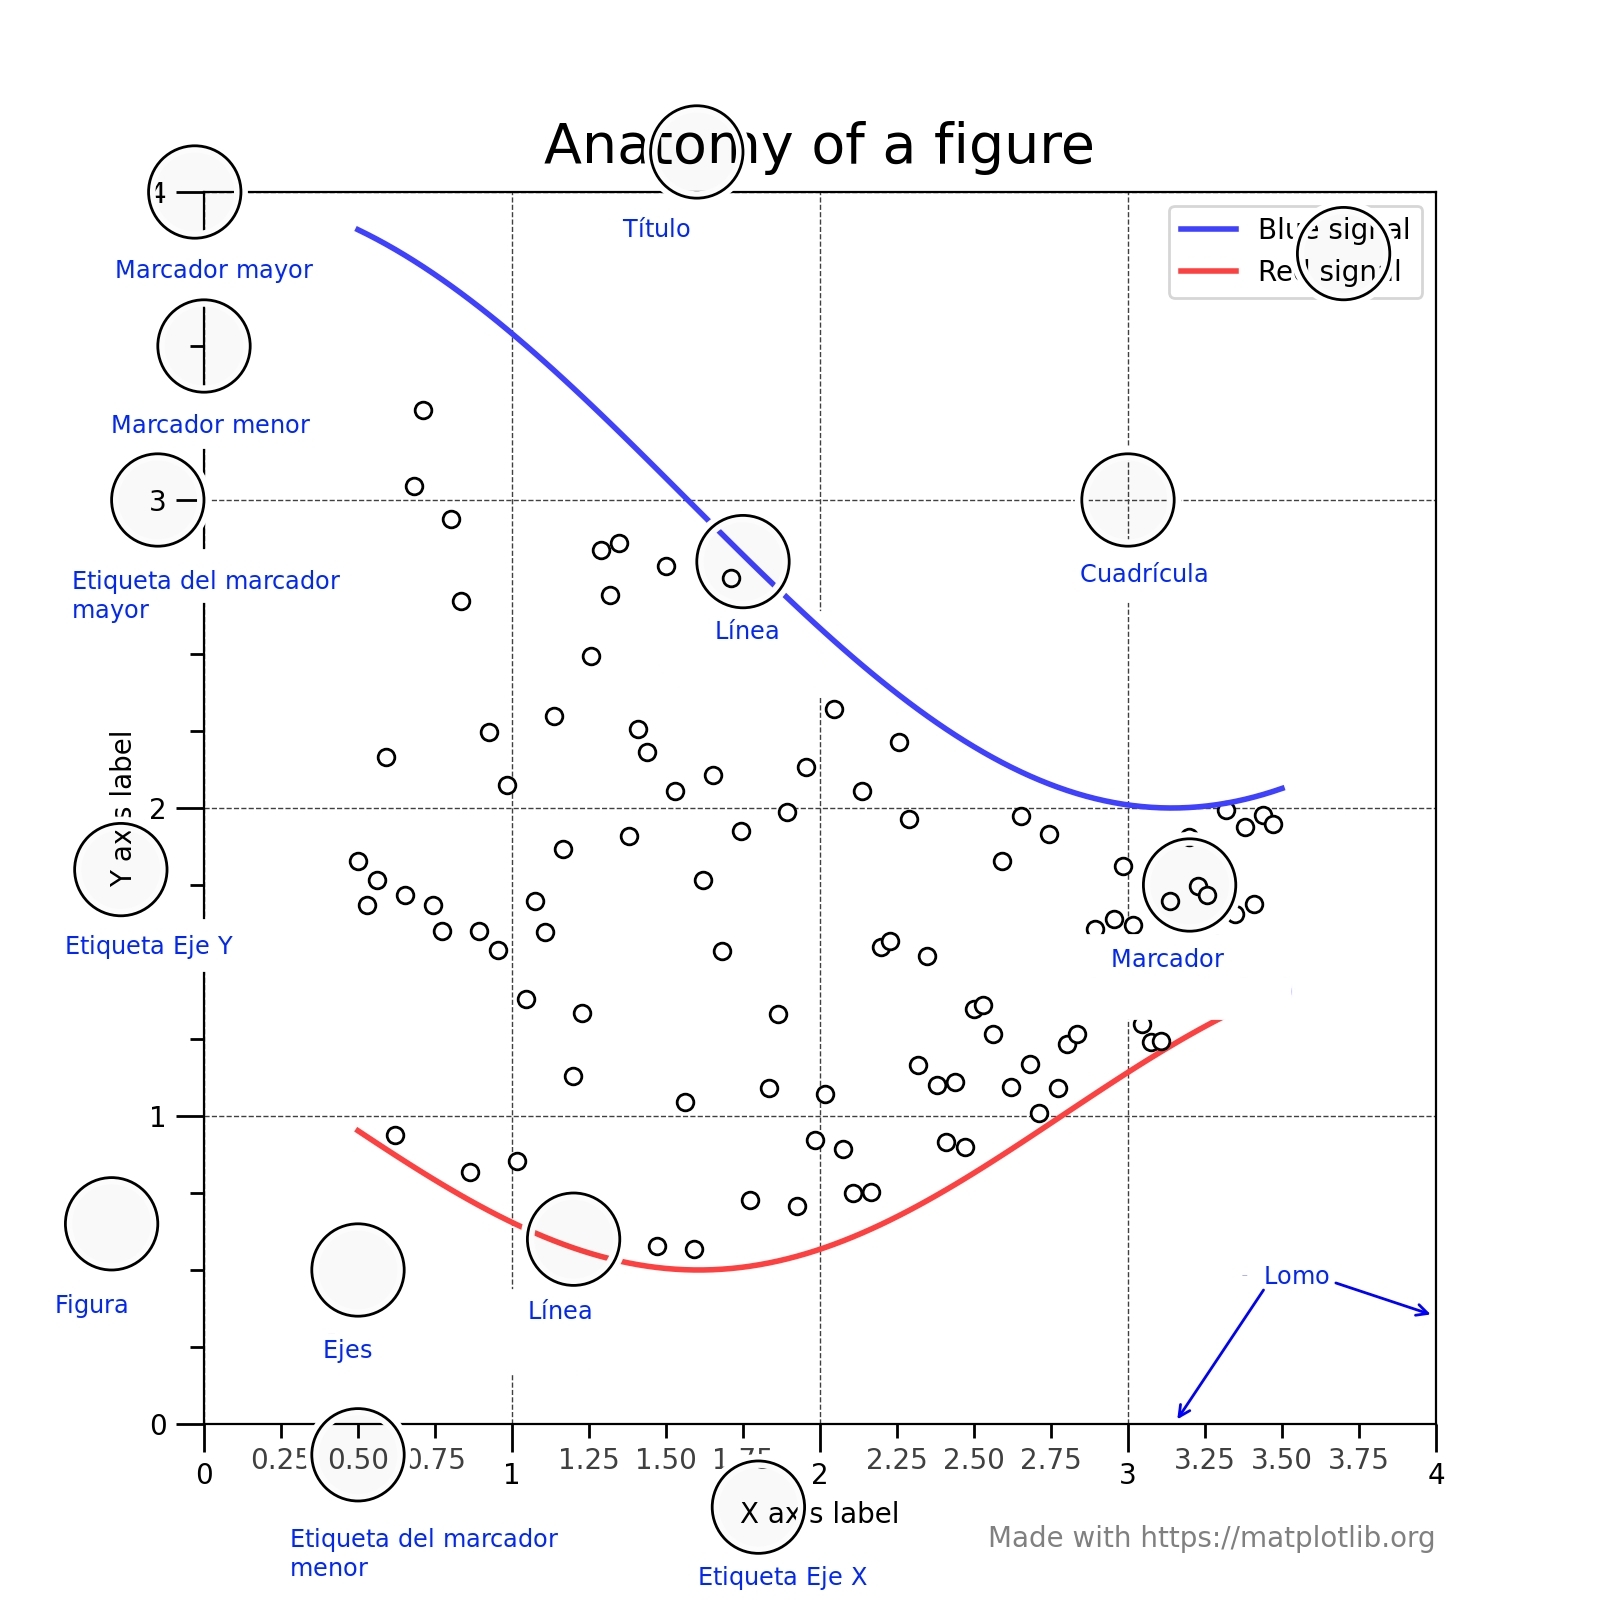 Anatomy of a figure
4
Título
Blue signal
Red signal
Marcador mayor
Marcador menor
3
Etiqueta del marcador
mayor
Cuadrícula
Línea
Y axis label
2
Etiqueta Eje Y
Marcador
1
Figura
Ejes
Línea
Lomo
0
0.25 0.50 0.75 1.25 1.50 1.75 2.25 2.50 2.75 3.25 3.50 3.75
0 1 2 3 4
X axis label
Etiqueta del marcador
menor
Made with https://matplotlib.org
Etiqueta Eje X